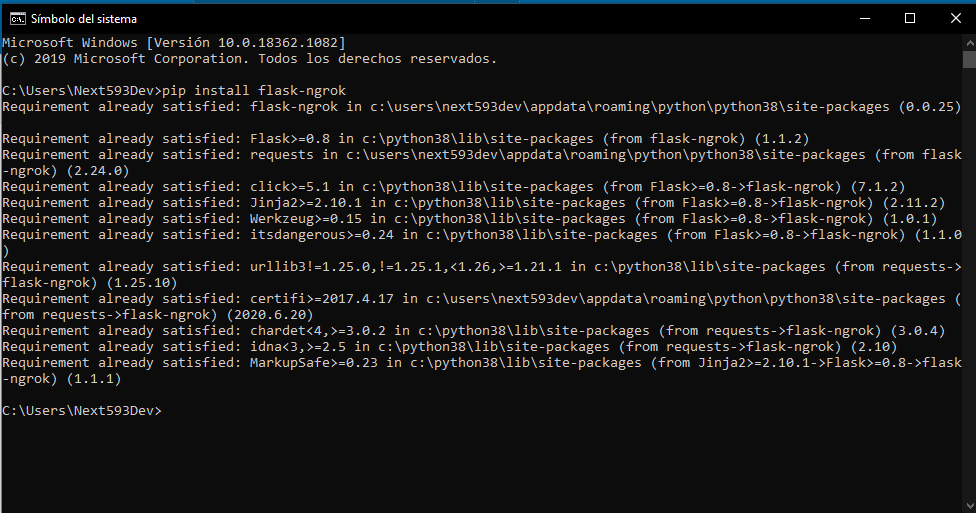 Símbolo del sistema
Microsoft Windows [Versión 10.0.18362.1082]
(c) 2019 Microsoft Corporation. Todos los derechos reservados.
C:\Users\Next593Dev>pip install flask-ngrok
Requirement already satisfied: flask-ngrok in c:\users\next593dev\appdata\roaming\python\python38\site-packages (0.0.25)
Requirement already satisfied: Flask>=0.8 in c:\python38\lib\site-packages (from flask-ngrok) (1.1.2)
Requirement already satisfied: requests in c:\users\next593dev\appdata\roaming\python\python38\site-packages (from flask
-ngrok) (2.24.0)
Requirement already satisfied: click>=5.1 in c:\python38\lib\site-packages (from Flask>=0.8->flask-ngrok) (7.1.2)
Requirement already satisfied: Jinja2>=2.10.1 in c:\python38\lib\site-packages (from Flask>=0.8->flask-ngrok) (2.11.2)
Requirement already satisfied: Werkzeug>=0.15 in c:\python38\lib\site-packages (from Flask>=0.8->flask-ngrok) (1.0.1)
Requirement already satisfied: itsdangerous>=0.24 in c:\python38\lib\site-packages (from Flask>=0.8->flask-ngrok) (1.1.0
)
Requirement already satisfied: urllib3!=1.25.0,!=1.25.1,<1.26,>=1.21.1 in c:\python38\lib\site-packages (from requests->
flask-ngrok) (1.25.10)
Requirement already satisfied: certifi>=2017.4.17 in c:\users\next593dev\appdata\roaming\python\python38\site-packages (
from requests->flask-ngrok) (2020.6.20)
Requirement already satisfied: chardet<4,>=3.0.2 in c:\python38\lib\site-packages (from requests->flask-ngrok) (3.0.4)
Requirement already satisfied: idna<3,>=2.5 in c:\python38\lib\site-packages (from requests->flask-ngrok) (2.10)
Requirement already satisfied: MarkupSafe>=0.23 in c:\python38\lib\site-packages (from Jinja2>=2.10.1->Flask>=0.8->flask
-ngrok) (1.1.1)
C:\Users\Next593Dev>